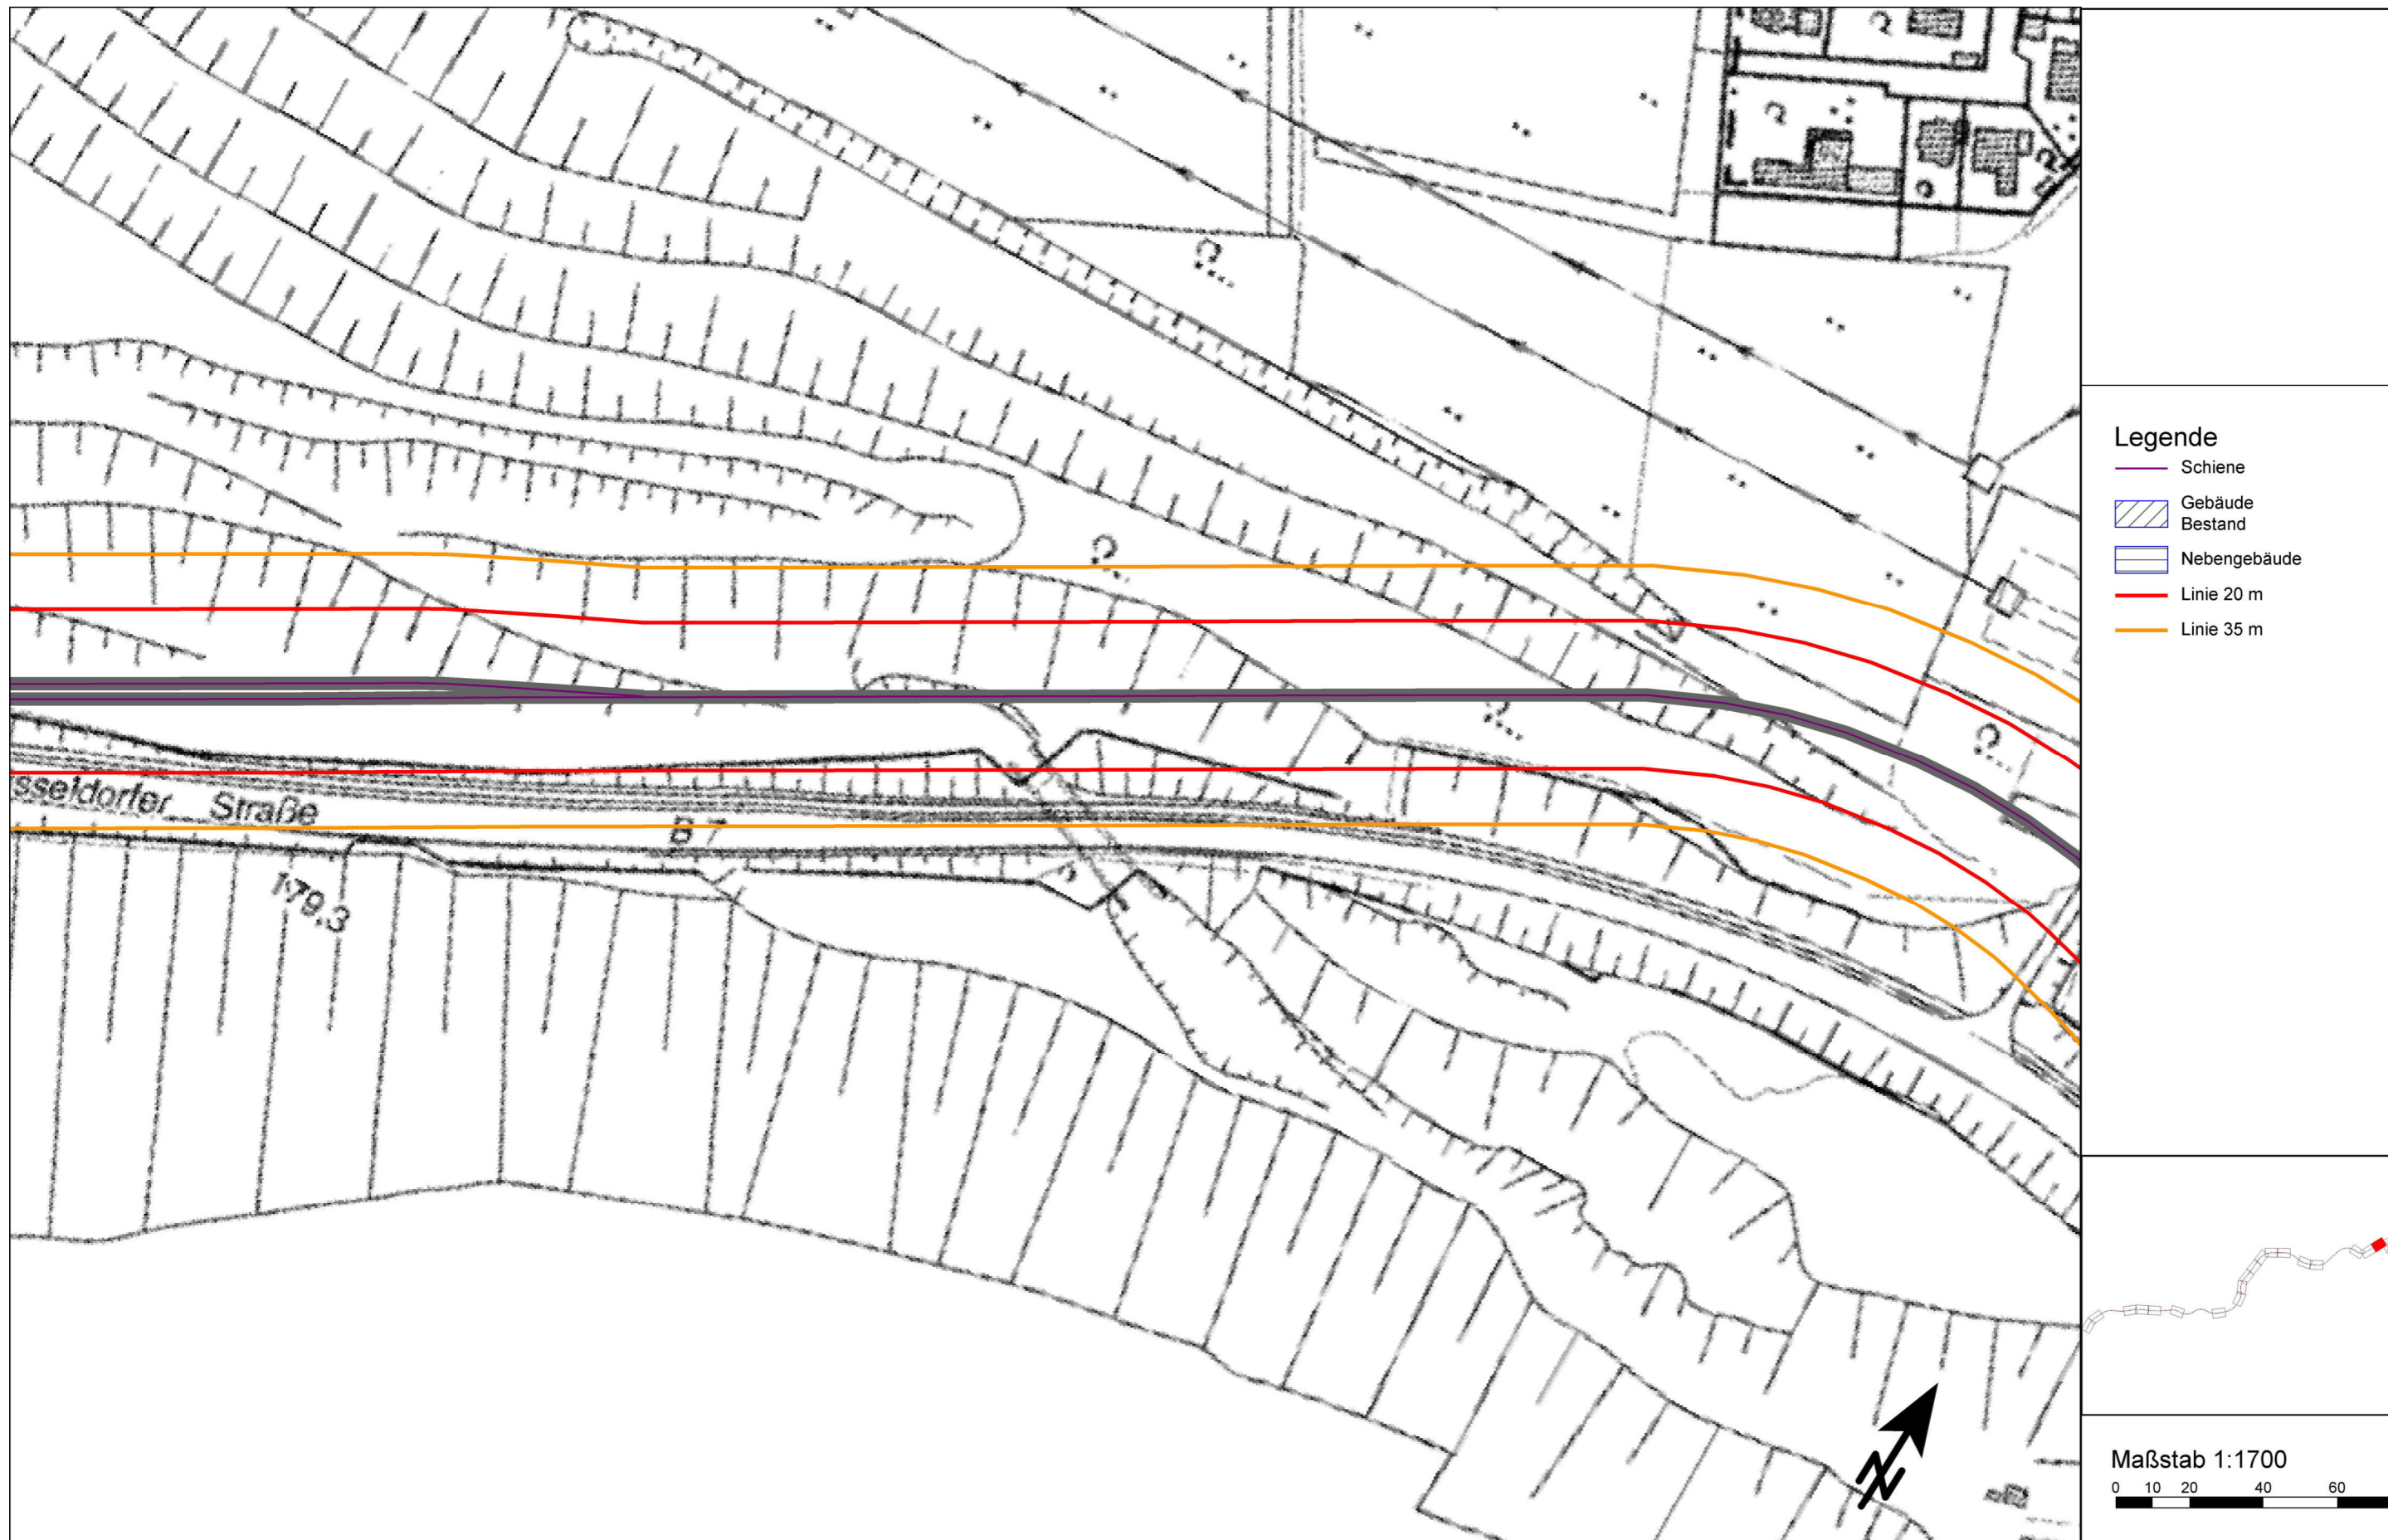 sseldorfer Straße
B 7
179,3
Legende
Schiene
Gebäude
Bestand
Nebengebäude
Linie 20 m
Linie 35 m
N
Maßstab 1:1700
0 10 20 40 60